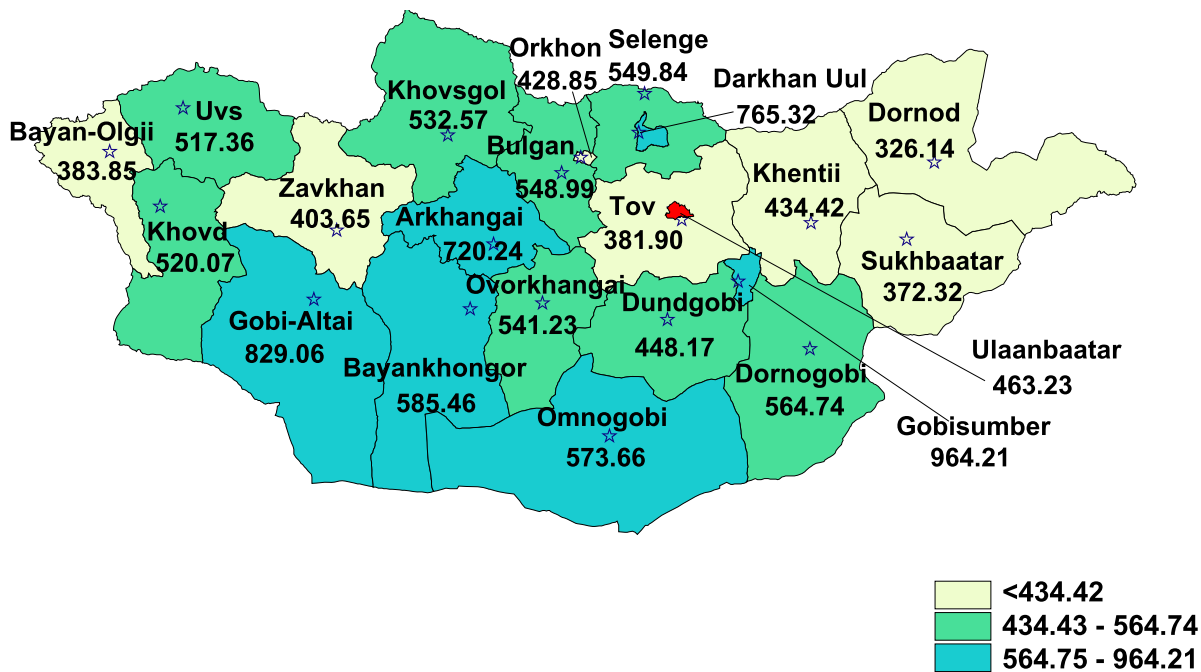 Orkhon
428.85
Selenge
549.84
Darkhan Uul
765.32
Khovsgol
532.57
Uvs
517.36
Bayan-Olgii
383.85
Dornod
326.14
Bulgan
548.99
Zavkhan
403.65
Khentii
434.42
Arkhangai
720.24
Tov
381.90
Khovd
520.07
Sukhbaatar
372.32
Ovorkhangai
541.23
Dundgobi
448.17
Gobi-Altai
829.06
Bayankhongor
585.46
Dornogobi
564.74
Ulaanbaatar
463.23
Omnogobi
573.66
Gobisumber
964.21
<434.42
434.43 - 564.74
564.75 - 964.21